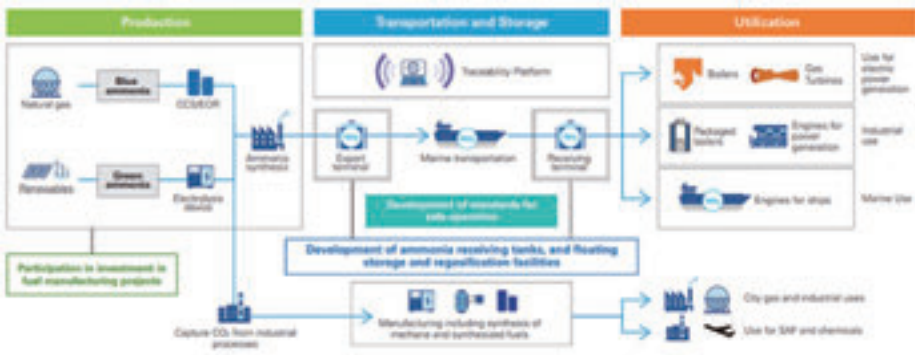 Production
Transportation and Storage
Utilization
Natural gas
Blue
ammonia
CCS/EOR
Renewables
Green
ammonia
Electrolysis
device
Ammonia
synthesis
Participation in investment in
fuel manufacturing projects
Traceability Platform
Export
terminal
Marine transportation
Receiving
terminal
Development of standards for
safe operation
Development of ammonia receiving tanks, and floating
storage and regasification facilities
Boilers
Gas
Turbines
Use for
electric
power
generation
Packaged
boilers
Engines for
power
generation
Industrial
use
Engines for ships
Marine Use
Capture CO₂ from industrial
processes
Manufacturing including synthesis of
methane and synthesized fuels
City gas and industrial uses
Use for SAF and chemicals